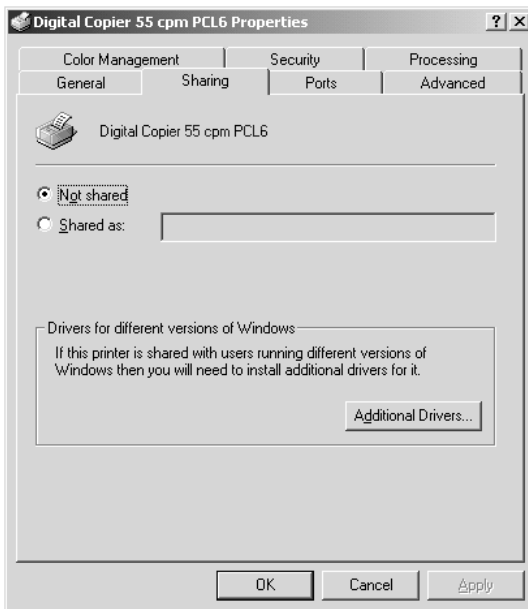 Digital Copier 55 cpm PCL6 Properties
Color Management Security Processing
General Sharing Ports Advanced
Digital Copier 55 cpm PCL6
Not shared
Shared as:
Drivers for different versions of Windows
If this printer is shared with users running different versions of
Windows then you will need to install additional drivers for it.
Additional Drivers...
OK Cancel Apply